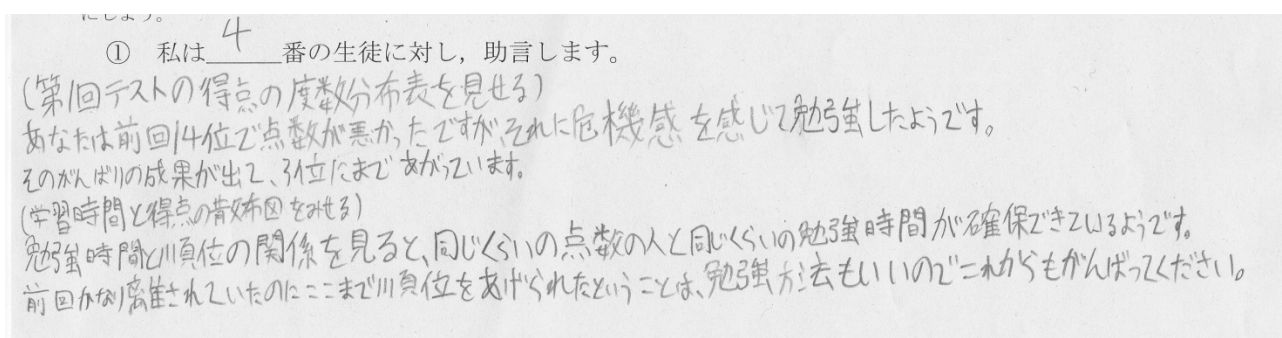 にしよう。
① 私は 4 番の生徒に対し，助言します。
(第1回テストの得点の度数分布表を見せる)
あなたは前回14位で点数が悪かったですが、それに危機感を感じて勉強したようです。
そのがんばりの成果が出て、3位にまであがっています。
(学習時間と得点の散布図をみせる)
勉強時間と順位の関係を見ると、同じくらいの点数の人と同じくらいの勉強時間が確保できているようです。
前回かなり離されていたのにここまで順位をあげられたということは、勉強方法もいいのでこれからもがんばってください。